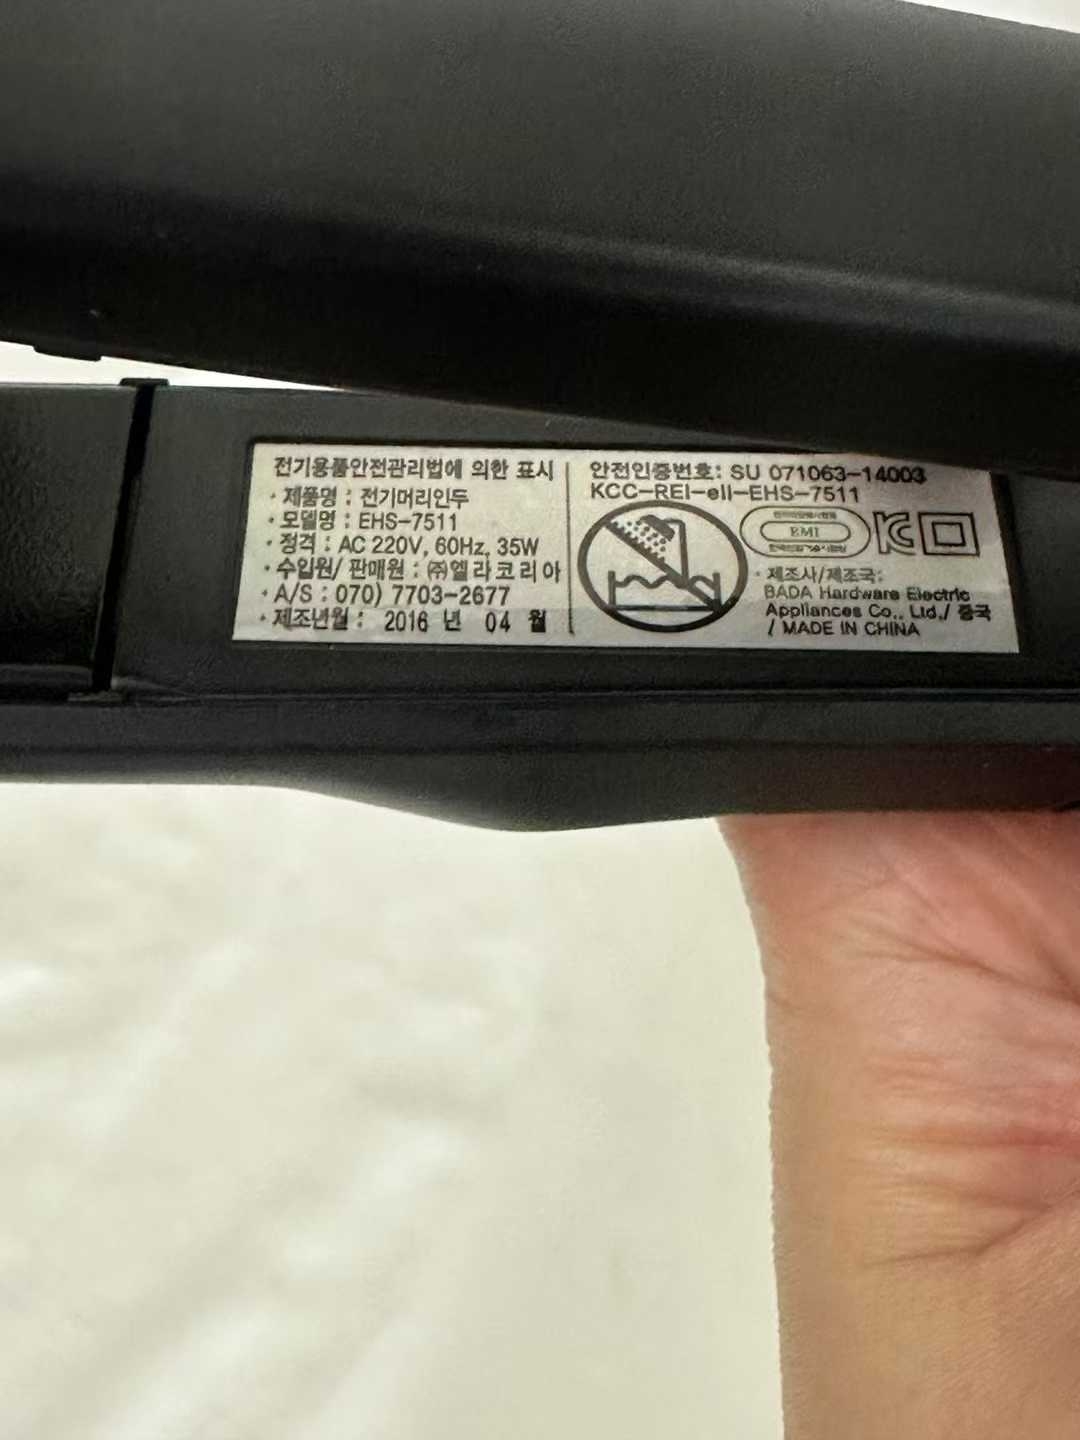 전기용품안전관리법에 의한 표시
· 제품명 : 전기머리인두
· 모델명 : EHS-7511
· 정격 : AC 220V, 60Hz, 35W
· 수입원/ 판매원 : ㈜엘라코리아
· A/S : 070) 7703-2677
· 제조년월 : 2016 년 04 월
안전인증번호: SU 071063-14003
KCC-REI-ell-EHS-7511
EMI
KC
· 제조사/제조국:
BADA Hardware Electric
Appliances Co., Ltd./ 중국
/ MADE IN CHINA